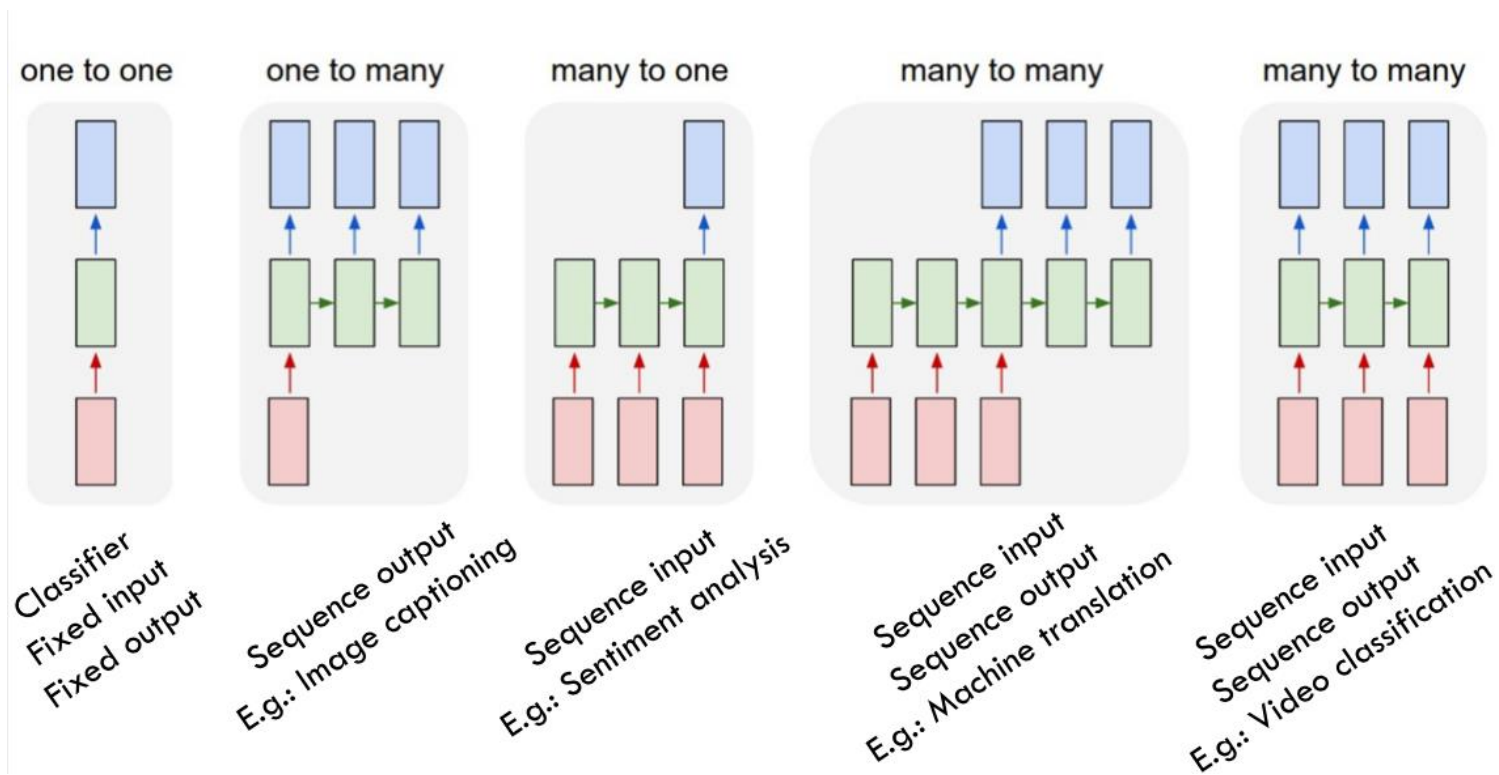 one to one
one to many
many to one
many to many
many to many
Classifier
Fixed input
Fixed output
Sequence output
E.g.: Image captioning
Sequence input
E.g.: Sentiment analysis
Sequence input
Sequence output
E.g.: Machine translation
Sequence input
Sequence output
E.g.: Video classification